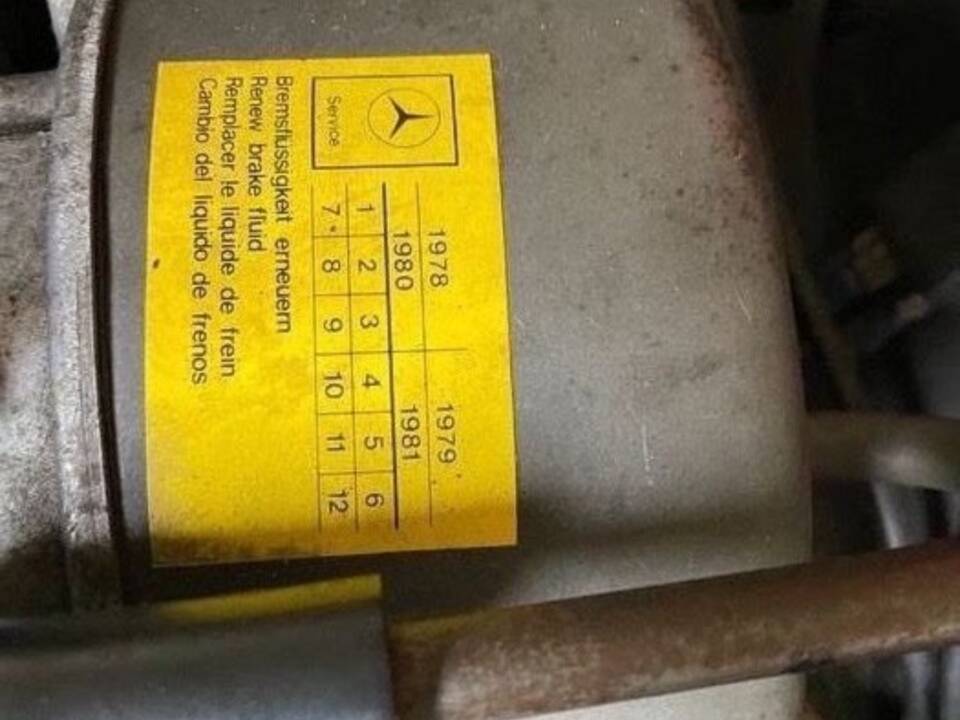 Service
1978 1979
1980 1981
1 2 3 4 5 6
7 8 9 10 11 12
Bremsflüssigkeit erneuern
Renew brake fluid
Remplacer le liquide de frein
Cambio del liquido de frenos